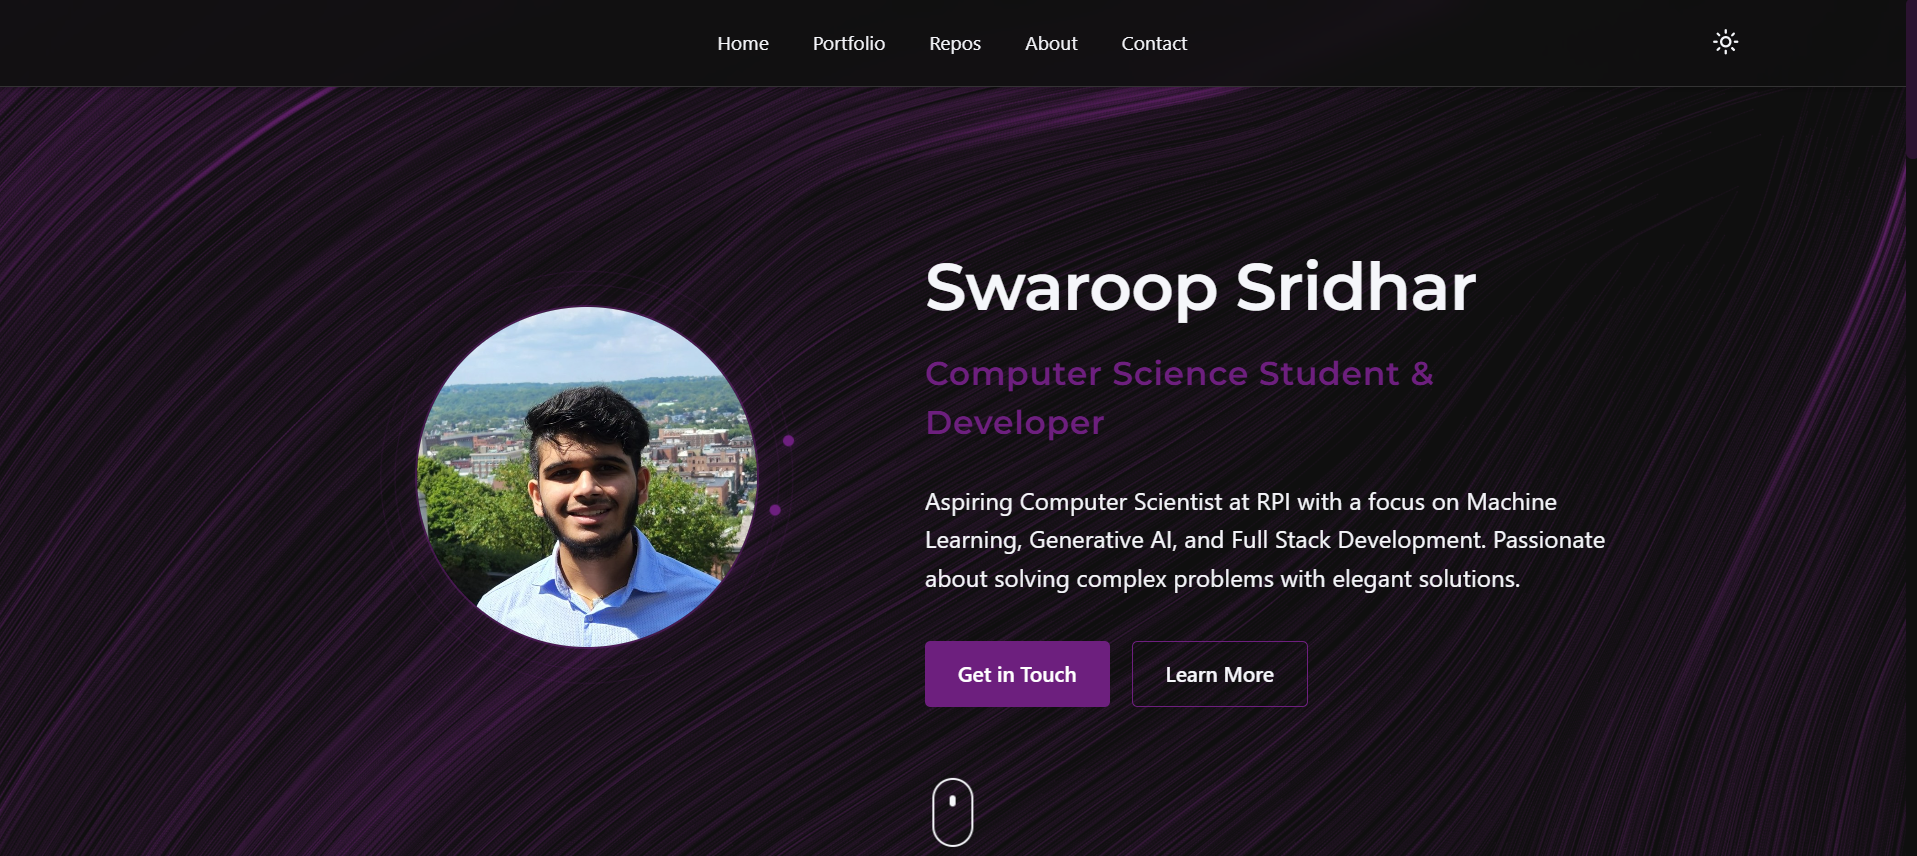 Home Portfolio Repos About Contact
Swaroop Sridhar
Computer Science Student &
Developer
Aspiring Computer Scientist at RPI with a focus on Machine
Learning, Generative AI, and Full Stack Development. Passionate
about solving complex problems with elegant solutions.
Get in Touch Learn More